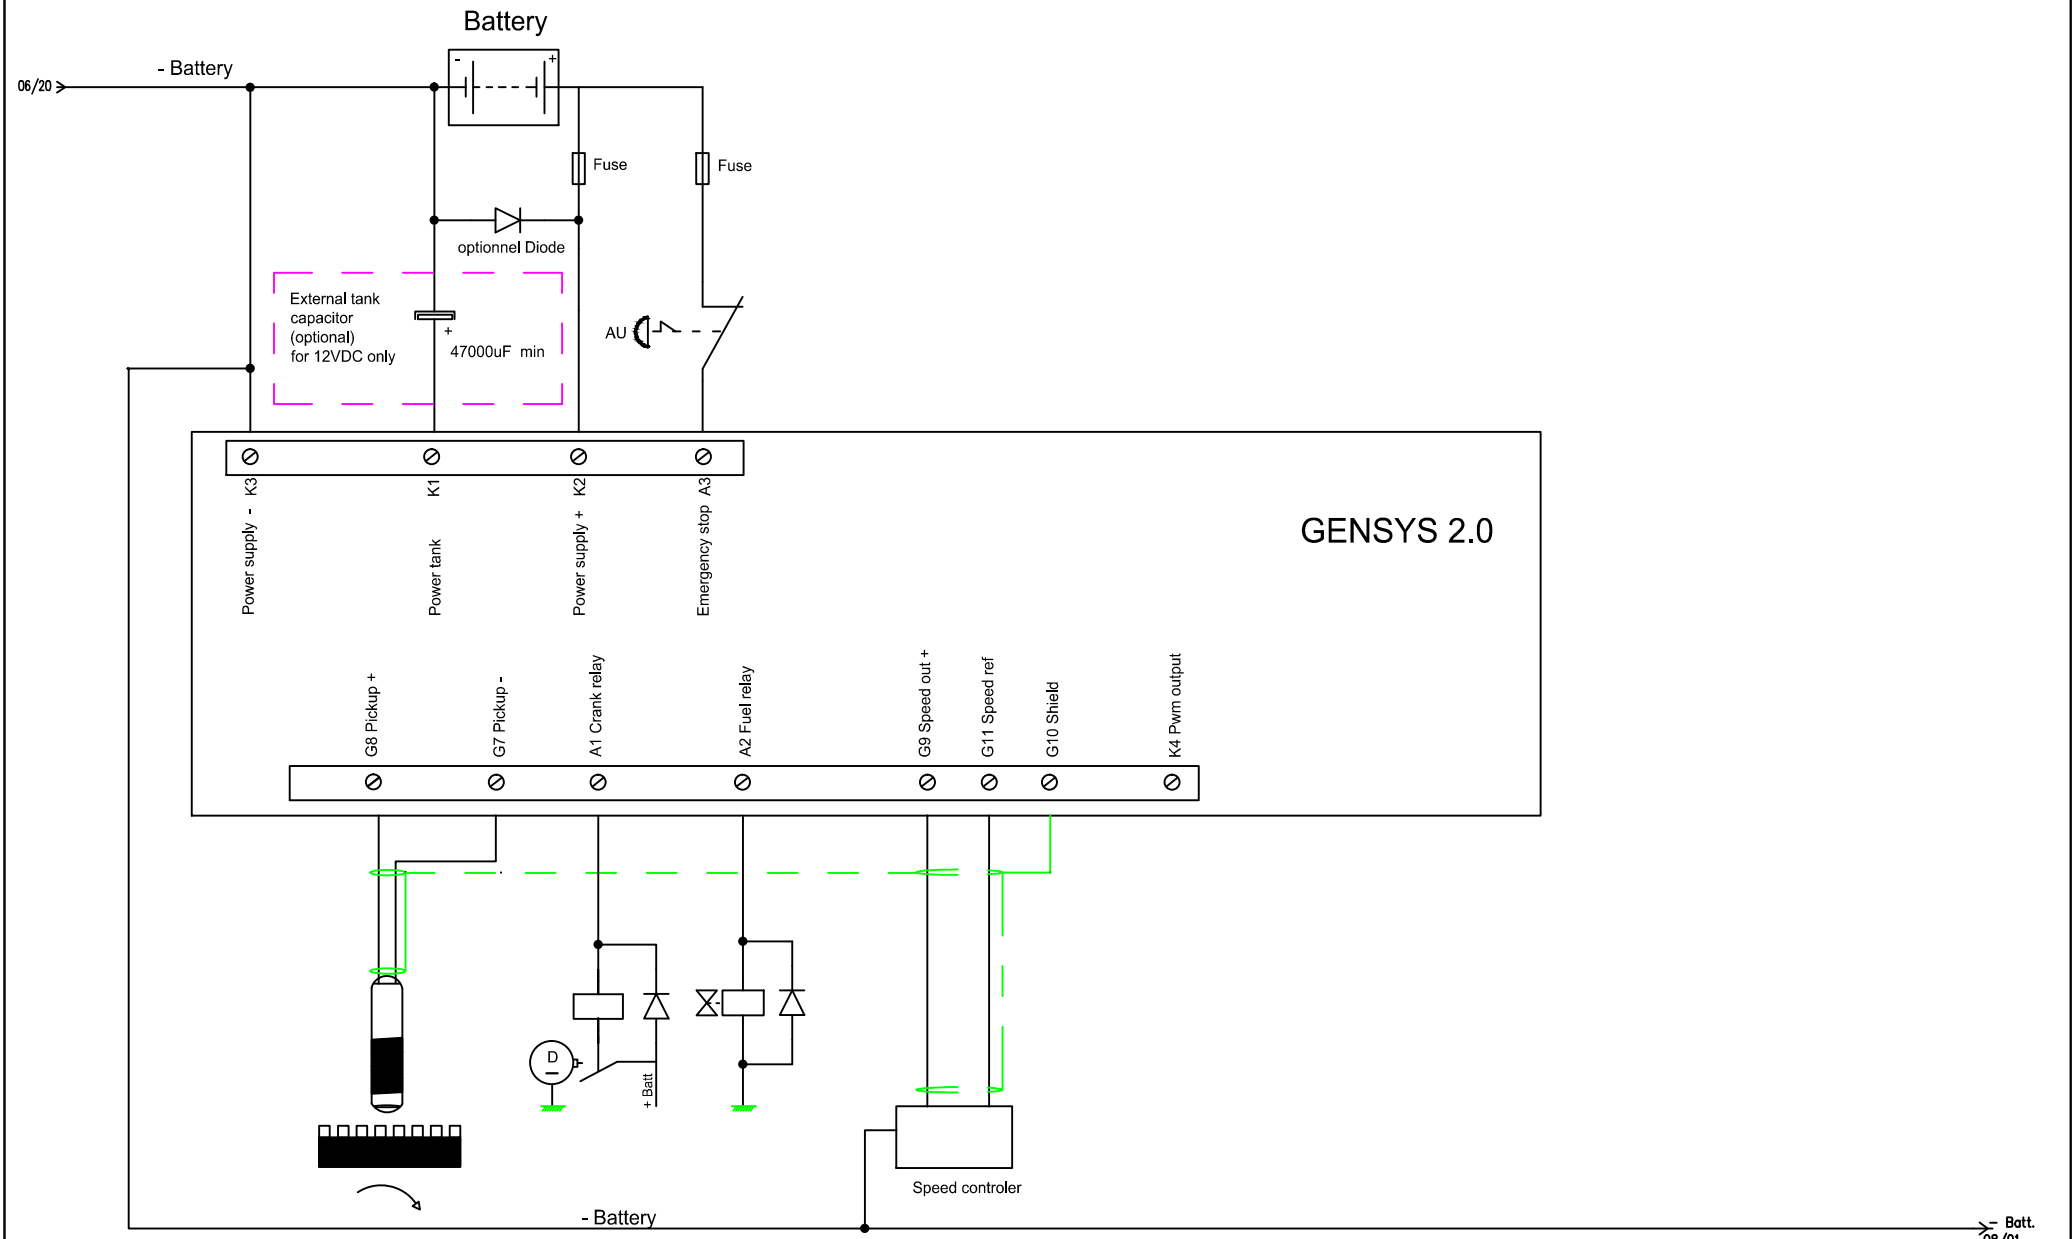 Battery
- +
- Battery
06/20
Fuse
Fuse
optionnel Diode
External tank
capacitor
(optional)
for 12VDC only
+
47000uF min
AU
Power supply - K3
Power tank K1
Power supply + K2
Emergency stop A3
GENSYS 2.0
G8 Pickup +
G7 Pickup -
A1 Crank relay
A2 Fuel relay
G9 Speed out +
G11 Speed ref
G10 Shield
K4 Pwm output
D
+ Batt
Speed controler
- Battery
- Batt.
08/01